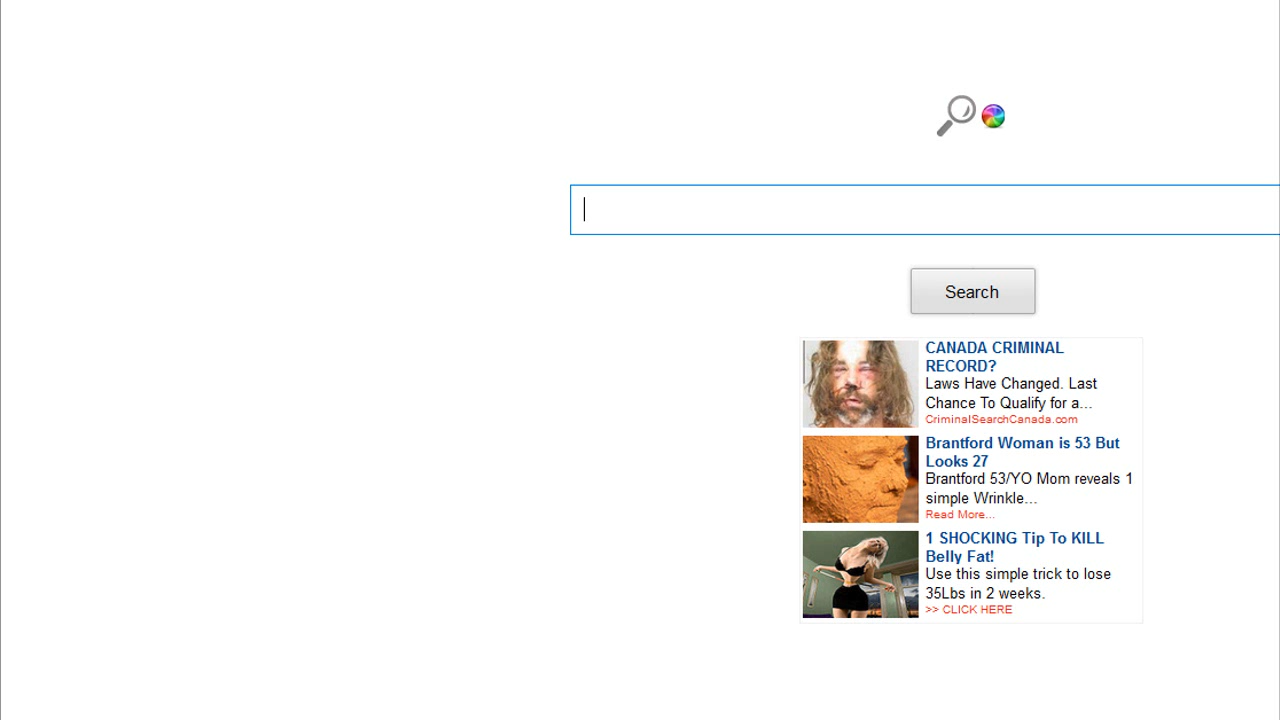 Search
CANADA CRIMINAL
RECORD?
Laws Have Changed. Last
Chance To Qualify for a...
CriminalSearchCanada.com
Brantford Woman is 53 But
Looks 27
Brantford 53/YO Mom reveals 1
simple Wrinkle...
Read More...
1 SHOCKING Tip To KILL
Belly Fat!
Use this simple trick to lose
35Lbs in 2 weeks.
>> CLICK HERE